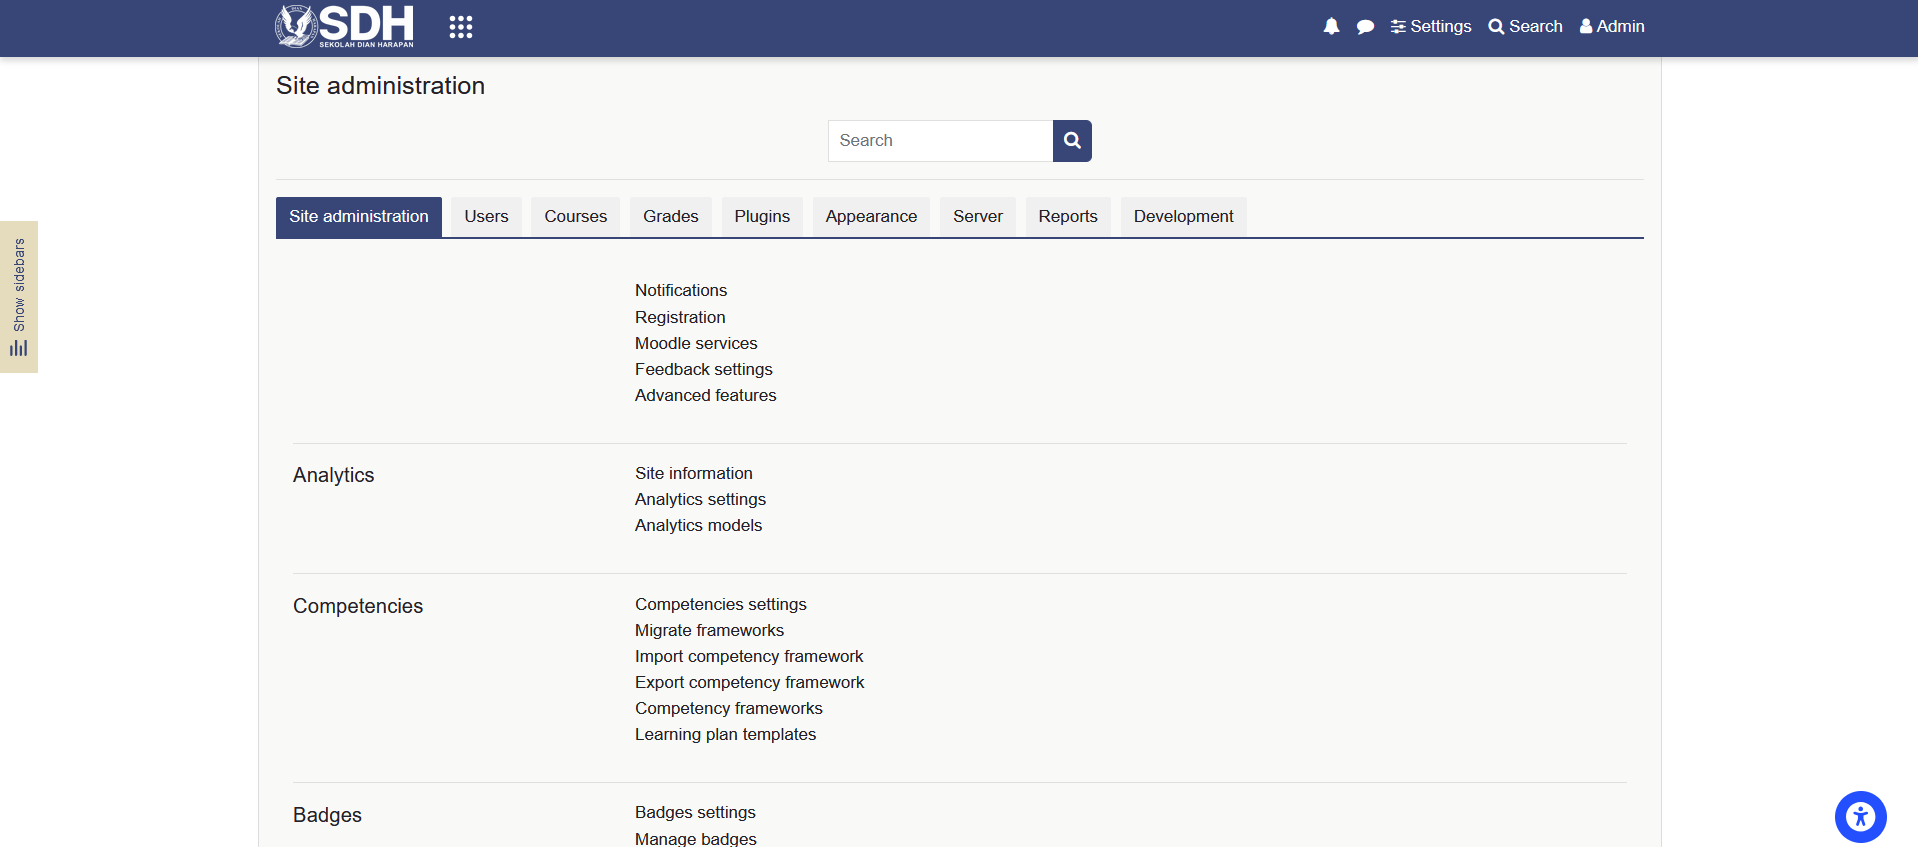 SDH
SEKOLAH DIAN HARAPAN
Settings
Search
Admin
Site administration
Search
Site administration
Users
Courses
Grades
Plugins
Appearance
Server
Reports
Development
Show sidebars
Notifications
Registration
Moodle services
Feedback settings
Advanced features
Analytics
Site information
Analytics settings
Analytics models
Competencies
Competencies settings
Migrate frameworks
Import competency framework
Export competency framework
Competency frameworks
Learning plan templates
Badges
Badges settings
Manage badges